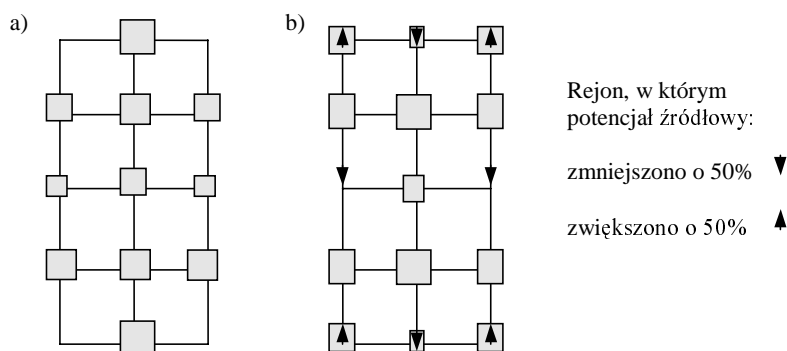 a)
b)
Rejon, w którym
potencjał źródłowy:
zmniejszono o 50%
zwiększono o 50%